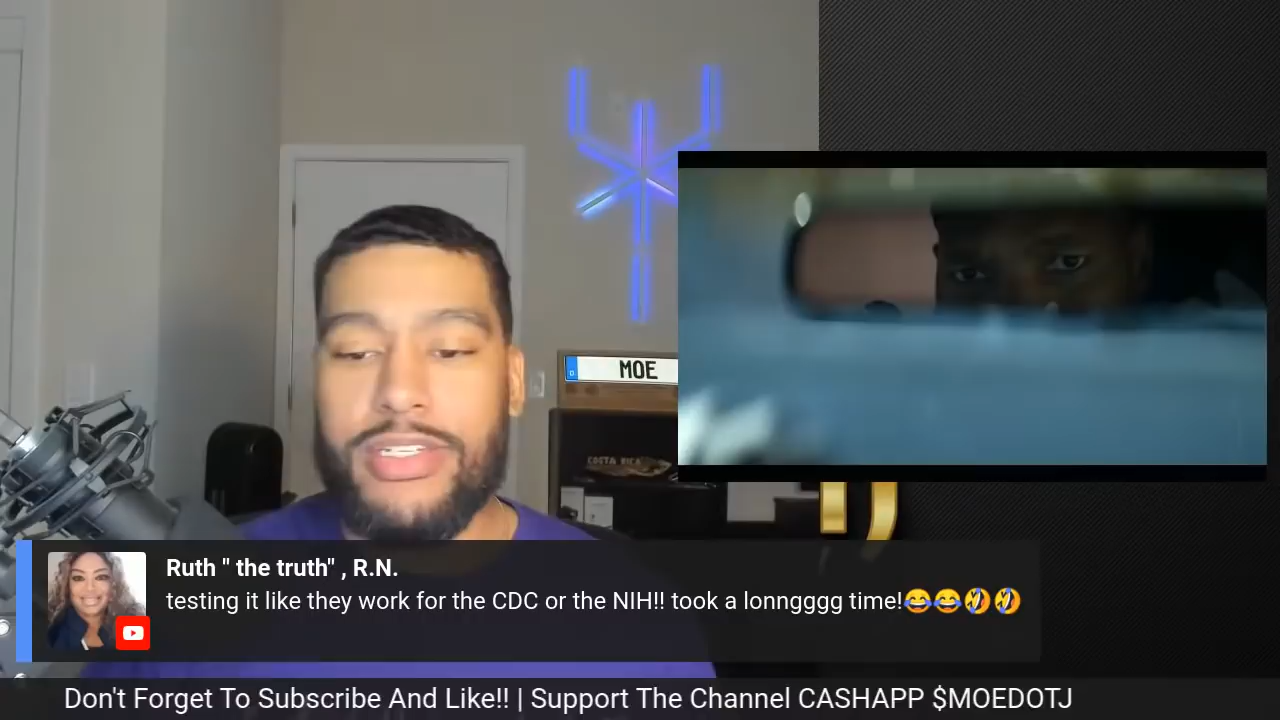 MOE
COSTA RICA
Ruth " the truth" , R.N.
testing it like they work for the CDC or the NIH!! took a lonngggg time!😂😂🤣🤣
Don't Forget To Subscribe And Like!! | Support The Channel CASHAPP $MOEDOTJ